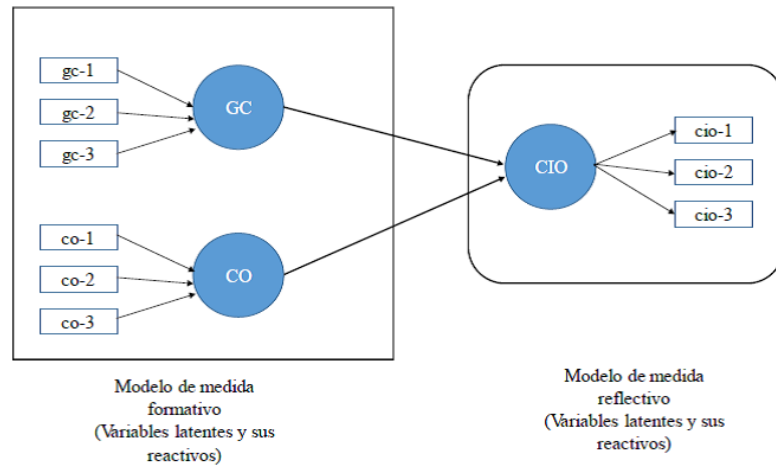 gc-1
gc-2
gc-3
GC
co-1
co-2
co-3
CO
CIO
cio-1
cio-2
cio-3
Modelo de medida
formativo
(Variables latentes y sus
reactivos)
Modelo de medida
reflectivo
(Variables latentes y sus
reactivos)